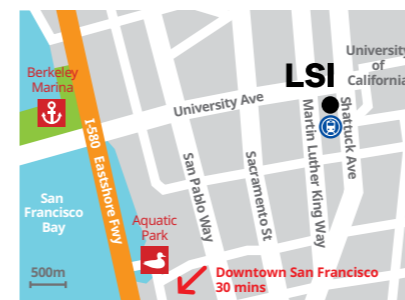 University
of
California
LSI
Berkeley
Marina
University Ave
I-580 Eastshore Fwy
San Pablo Way
Sacramento St
Martin Luther King Way
Shattuck Ave
San
Francisco
Bay
Aquatic
Park
500m
Downtown San Francisco
30 mins